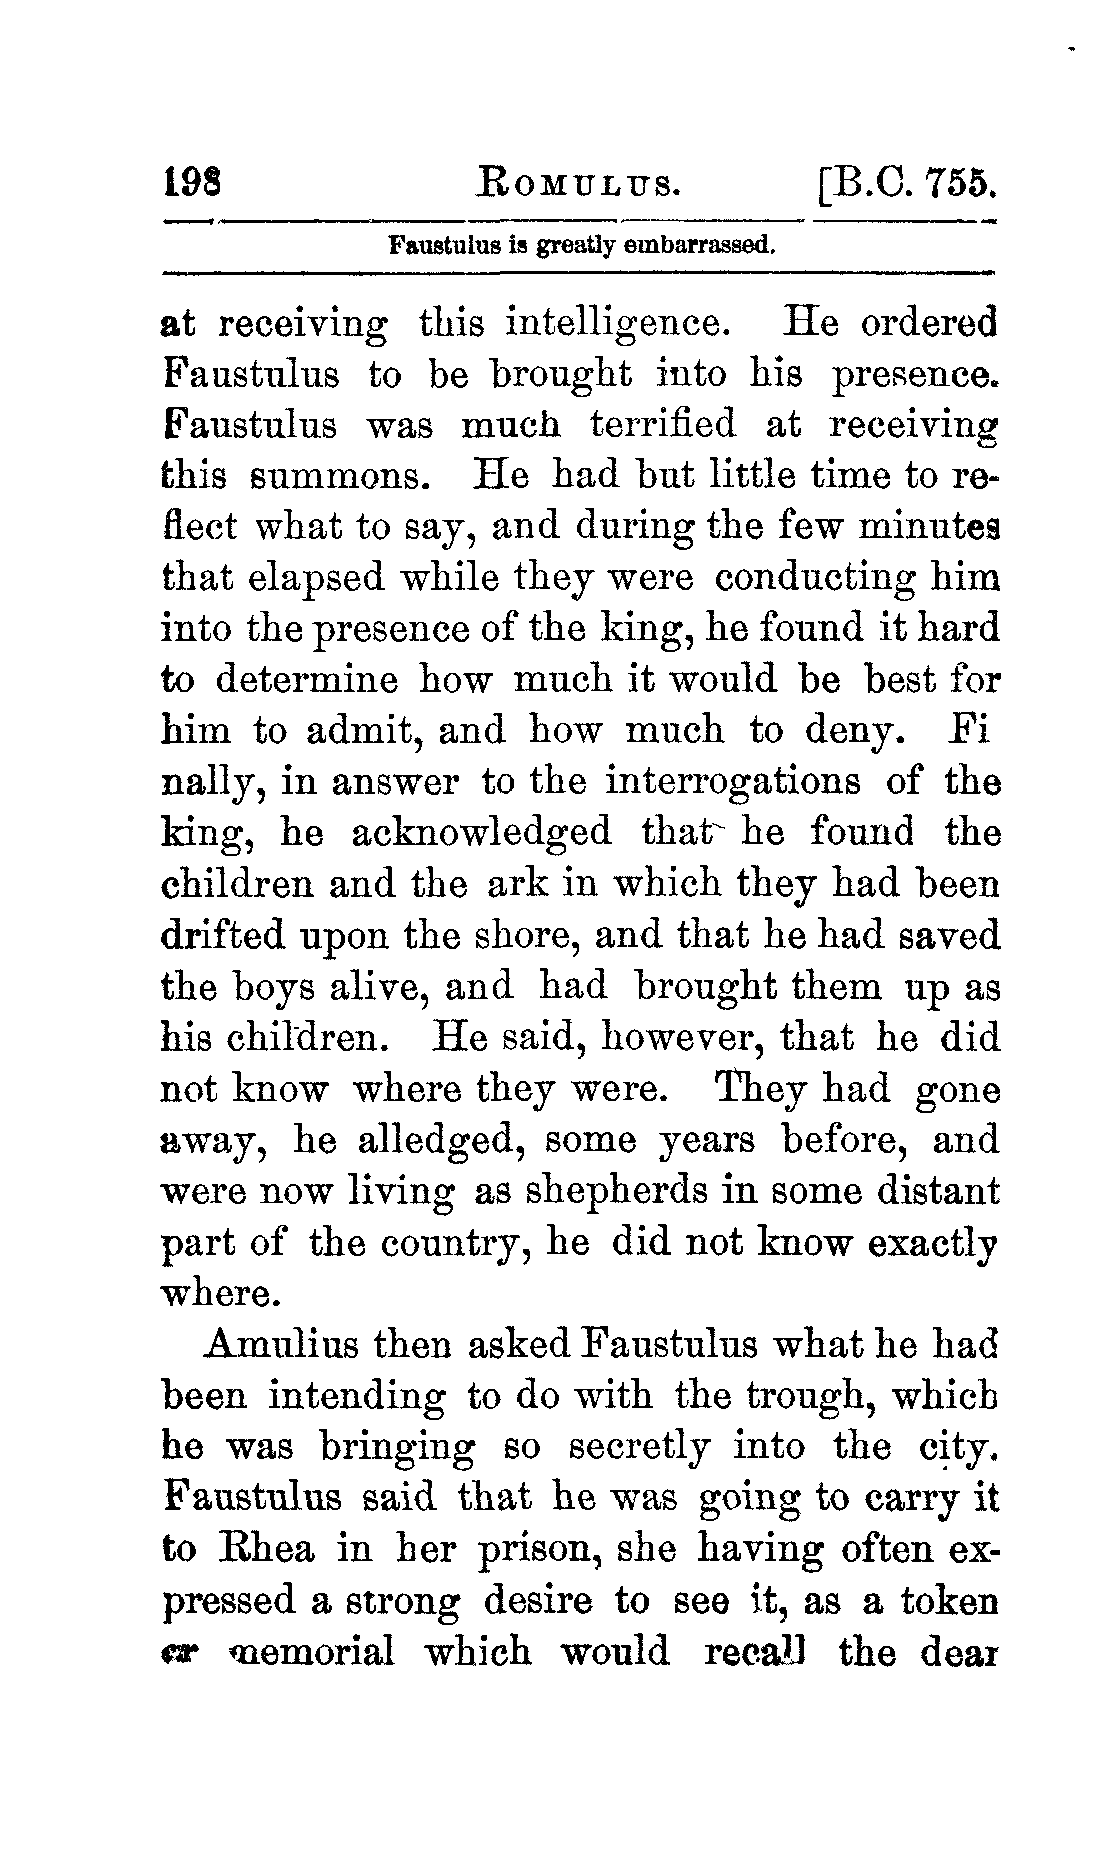 198 ROMULUS. [B.C. 755.
Faustulus is greatly embarrassed.
at receiving this intelligence. He ordered
Faustulus to be brought into his presence.
Faustulus was much terrified at receiving
this summons. He had but little time to re-
flect what to say, and during the few minutes
that elapsed while they were conducting him
into the presence of the king, he found it hard
to determine how much it would be best for
him to admit, and how much to deny. Fi
nally, in answer to the interrogations of the
king, he acknowledged that he found the
children and the ark in which they had been
drifted upon the shore, and that he had saved
the boys alive, and had brought them up as
his children. He said, however, that he did
not know where they were. They had gone
away, he alledged, some years before, and
were now living as shepherds in some distant
part of the country, he did not know exactly
where.
Amulius then asked Faustulus what he had
been intending to do with the trough, which
he was bringing so secretly into the city.
Faustulus said that he was going to carry it
to Rhea in her prison, she having often ex-
pressed a strong desire to see it, as a token
or memorial which would recall the dear